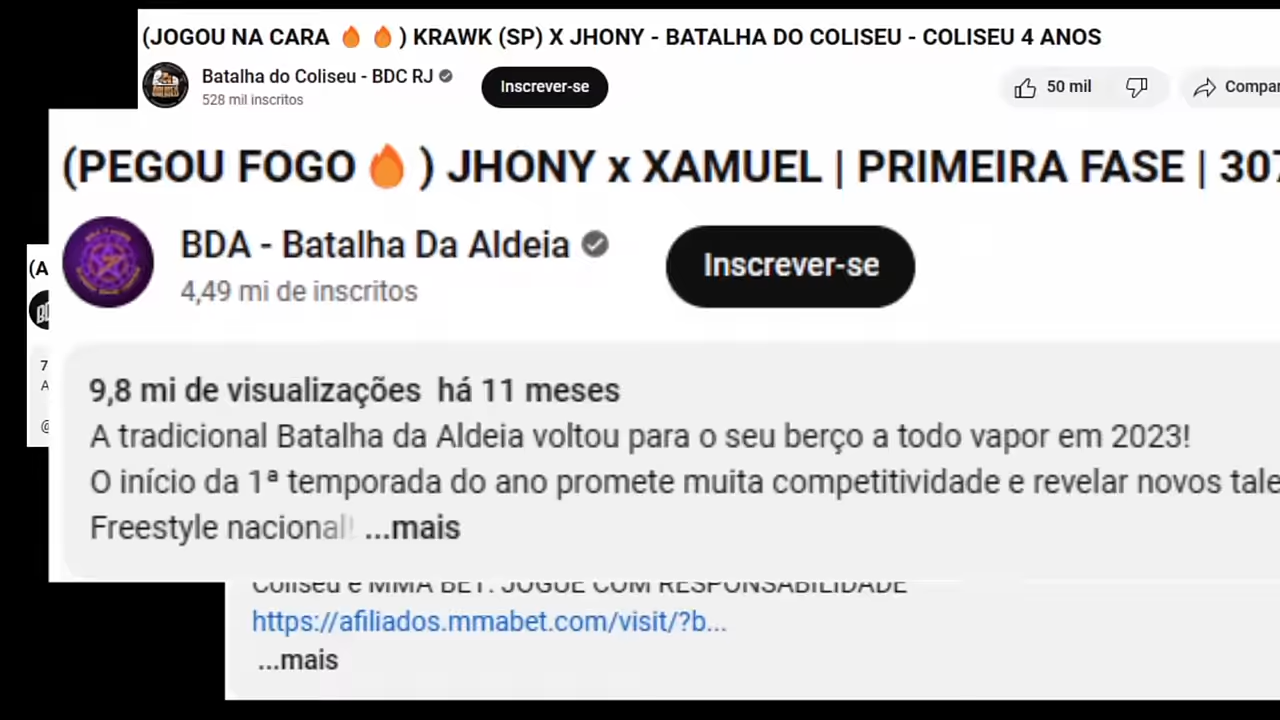 (JOGOU NA CARA 🔥 🔥 ) KRAWK (SP) X JHONY - BATALHA DO COLISEU - COLISEU 4 ANOS
Batalha do Coliseu - BDC RJ
528 mil inscritos
Inscrever-se
50 mil
Compar
(PEGOU FOGO🔥 ) JHONY x XAMUEL | PRIMEIRA FASE | 307
BDA - Batalha Da Aldeia
4,49 mi de inscritos
Inscrever-se
(A
7
A
@
9,8 mi de visualizações há 11 meses
A tradicional Batalha da Aldeia voltou para o seu berço a todo vapor em 2023!
O início da 1ª temporada do ano promete muita competitividade e revelar novos tale
Freestyle nacional! ...mais
Coliseu e MMA BET: JOGUE COM RESPONSABILIDADE
https://afiliados.mmabet.com/visit/?b...
...mais